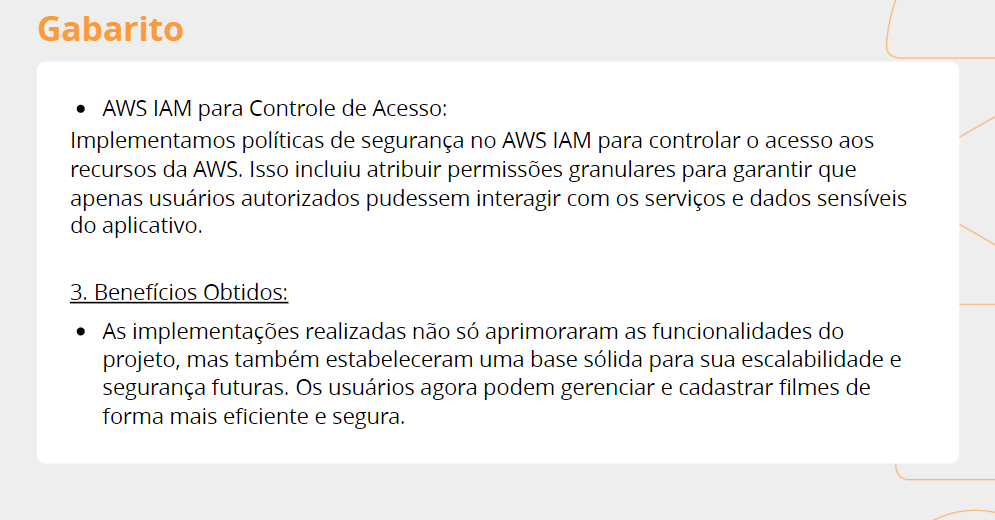 Gabarito
• AWS IAM para Controle de Acesso:
Implementamos políticas de segurança no AWS IAM para controlar o acesso aos
recursos da AWS. Isso incluiu atribuir permissões granulares para garantir que
apenas usuários autorizados pudessem interagir com os serviços e dados sensíveis
do aplicativo.
3. Benefícios Obtidos:
• As implementações realizadas não só aprimoraram as funcionalidades do
projeto, mas também estabeleceram uma base sólida para sua escalabilidade e
segurança futuras. Os usuários agora podem gerenciar e cadastrar filmes de
forma mais eficiente e segura.